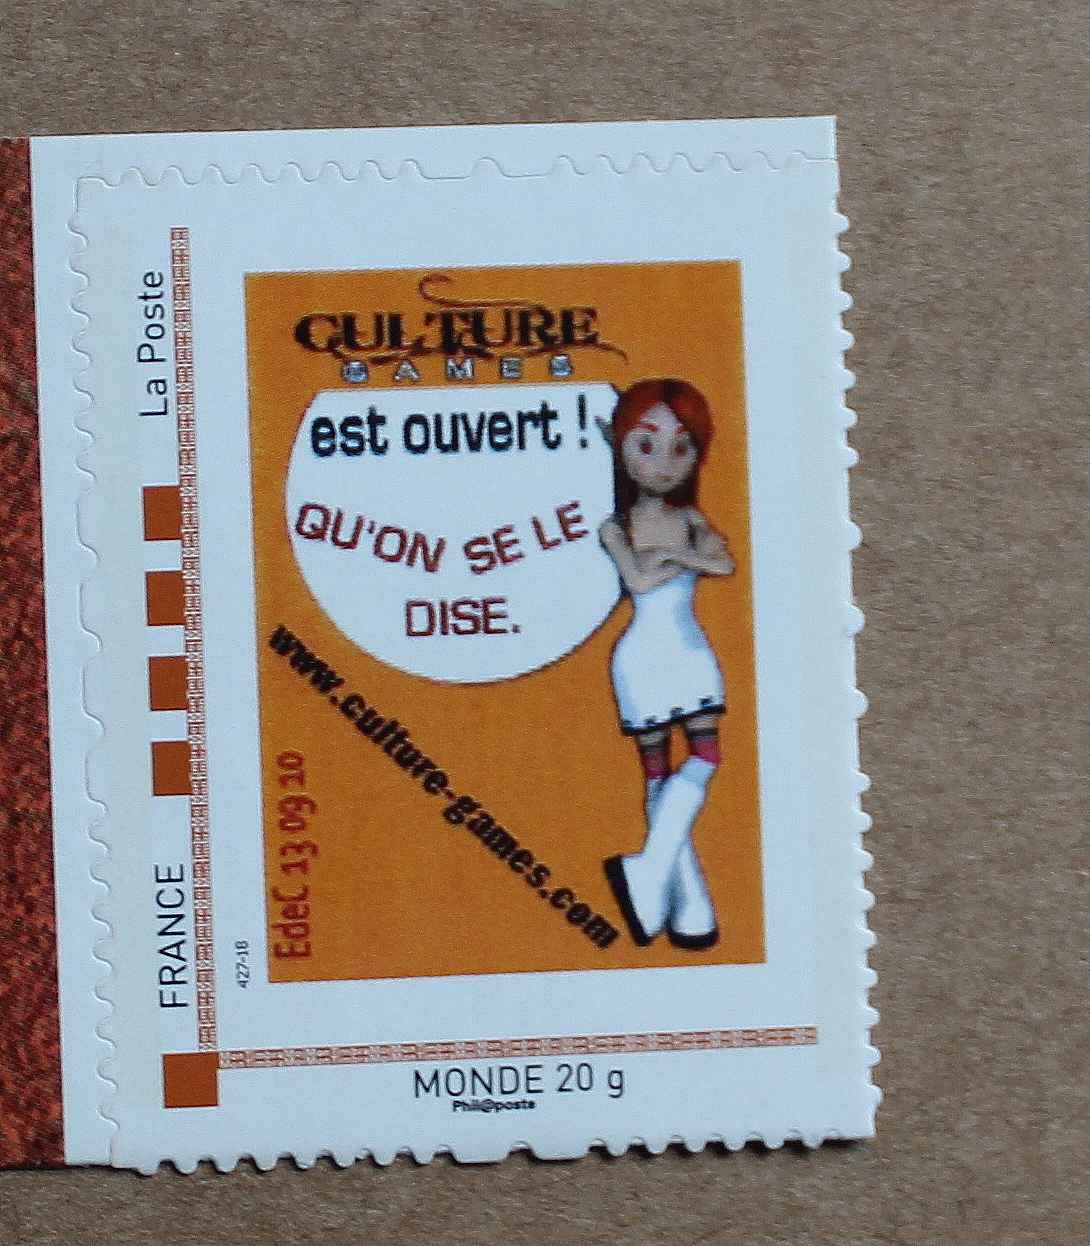 La Poste
FRANCE
CULTURE
GAMES
est ouvert !
QU'ON SE LE
DISE.
www.culture-games.com
EdeC 13 09 10
427-18
MONDE 20 g
Phil@poste